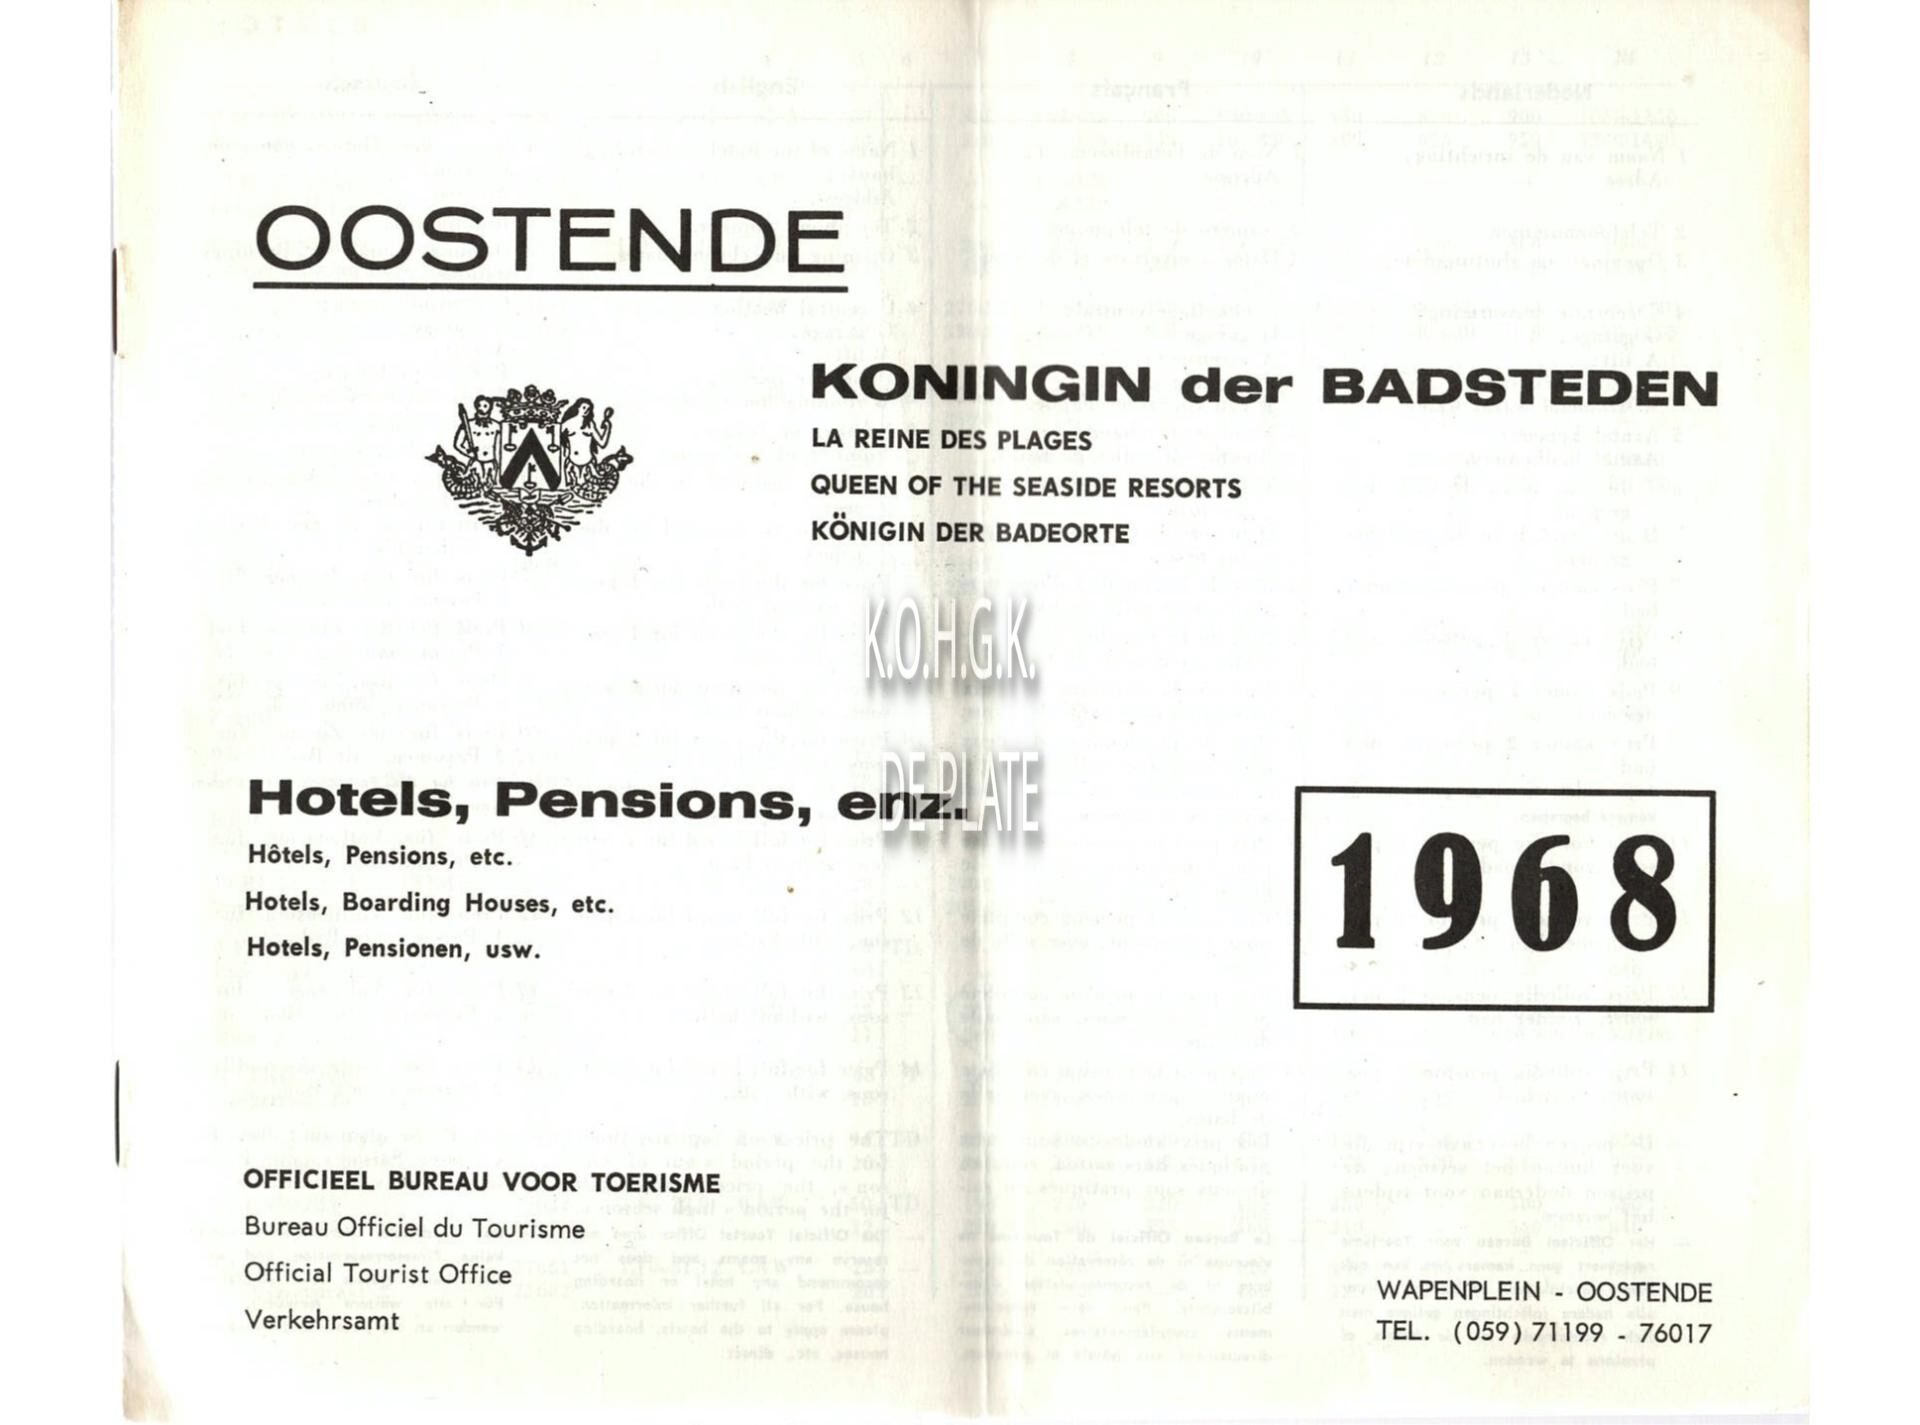 OOSTENDE
KONINGIN der BADSTEDEN
LA REINE DES PLAGES
QUEEN OF THE SEASIDE RESORTS
KÖNIGIN DER BADEORTE
K.O.H.G.K.
DE PLATE
Hotels, Pensions, enz.
Hôtels, Pensions, etc.
Hotels, Boarding Houses, etc.
Hotels, Pensionen, usw.
1968
OFFICIEEL BUREAU VOOR TOERISME
Bureau Officiel du Tourisme
Official Tourist Office
Verkehrsamt
WAPENPLEIN - OOSTENDE
TEL. (059) 71199 - 76017